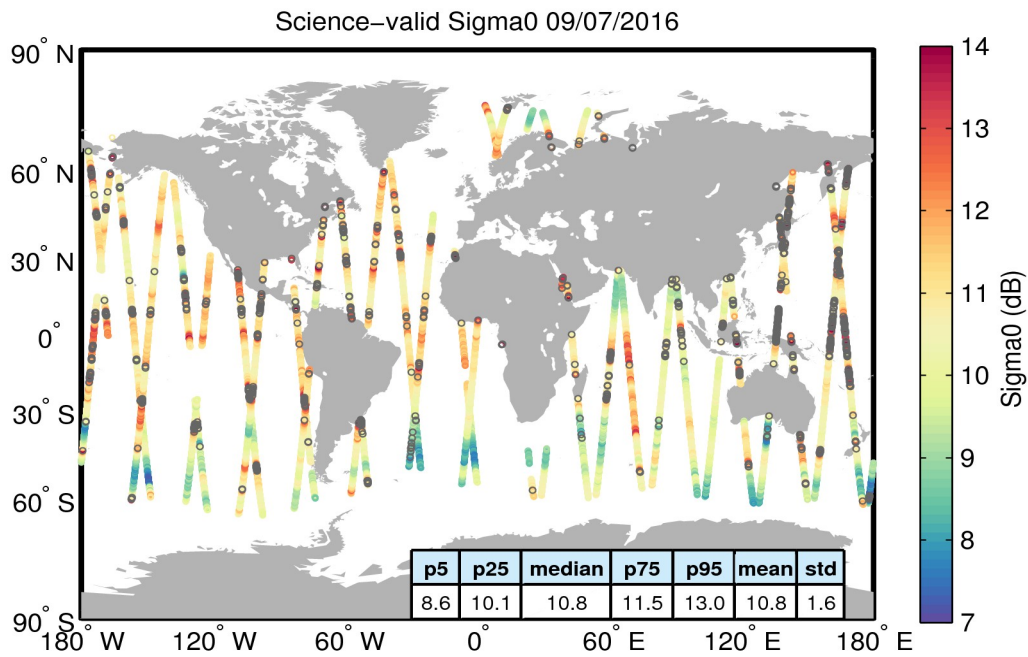 Science−valid Sigma0 09/07/2016
90° N
60° N
30° N
0°
30° S
60° S
90° S
180° W
120° W
60° W
0°
60° E
120° E
180° E
p5 p25 median p75 p95 mean std
8.6 10.1 10.8 11.5 13.0 10.8 1.6
14
13
12
11
10
9
8
7
Sigma0 (dB)